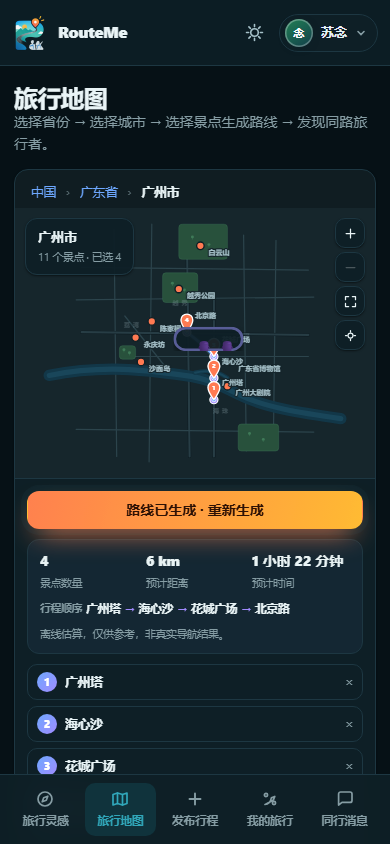 RouteMe
念 苏念
旅行地图
选择省份 → 选择城市 → 选择景点生成路线 → 发现同路旅
行者。
中国 › 广东省 › 广州市
广州市
11 个景点 · 已选 4
白云山
越秀公园
4
北京路
陈家祠
永庆坊
场
海心沙
沙面岛
2
广东省博物馆
广州塔
1
广州大剧院
路线已生成 · 重新生成
4 6 km 1 小时 22 分钟
景点数量 预计距离 预计时间
行程顺序 广州塔 → 海心沙 → 花城广场 → 北京路
离线估算，仅供参考，非真实导航结果。
1 广州塔 ×
2 海心沙 ×
3 花城广场 ×
旅行灵感 旅行地图 发布行程 我的旅行 同行消息